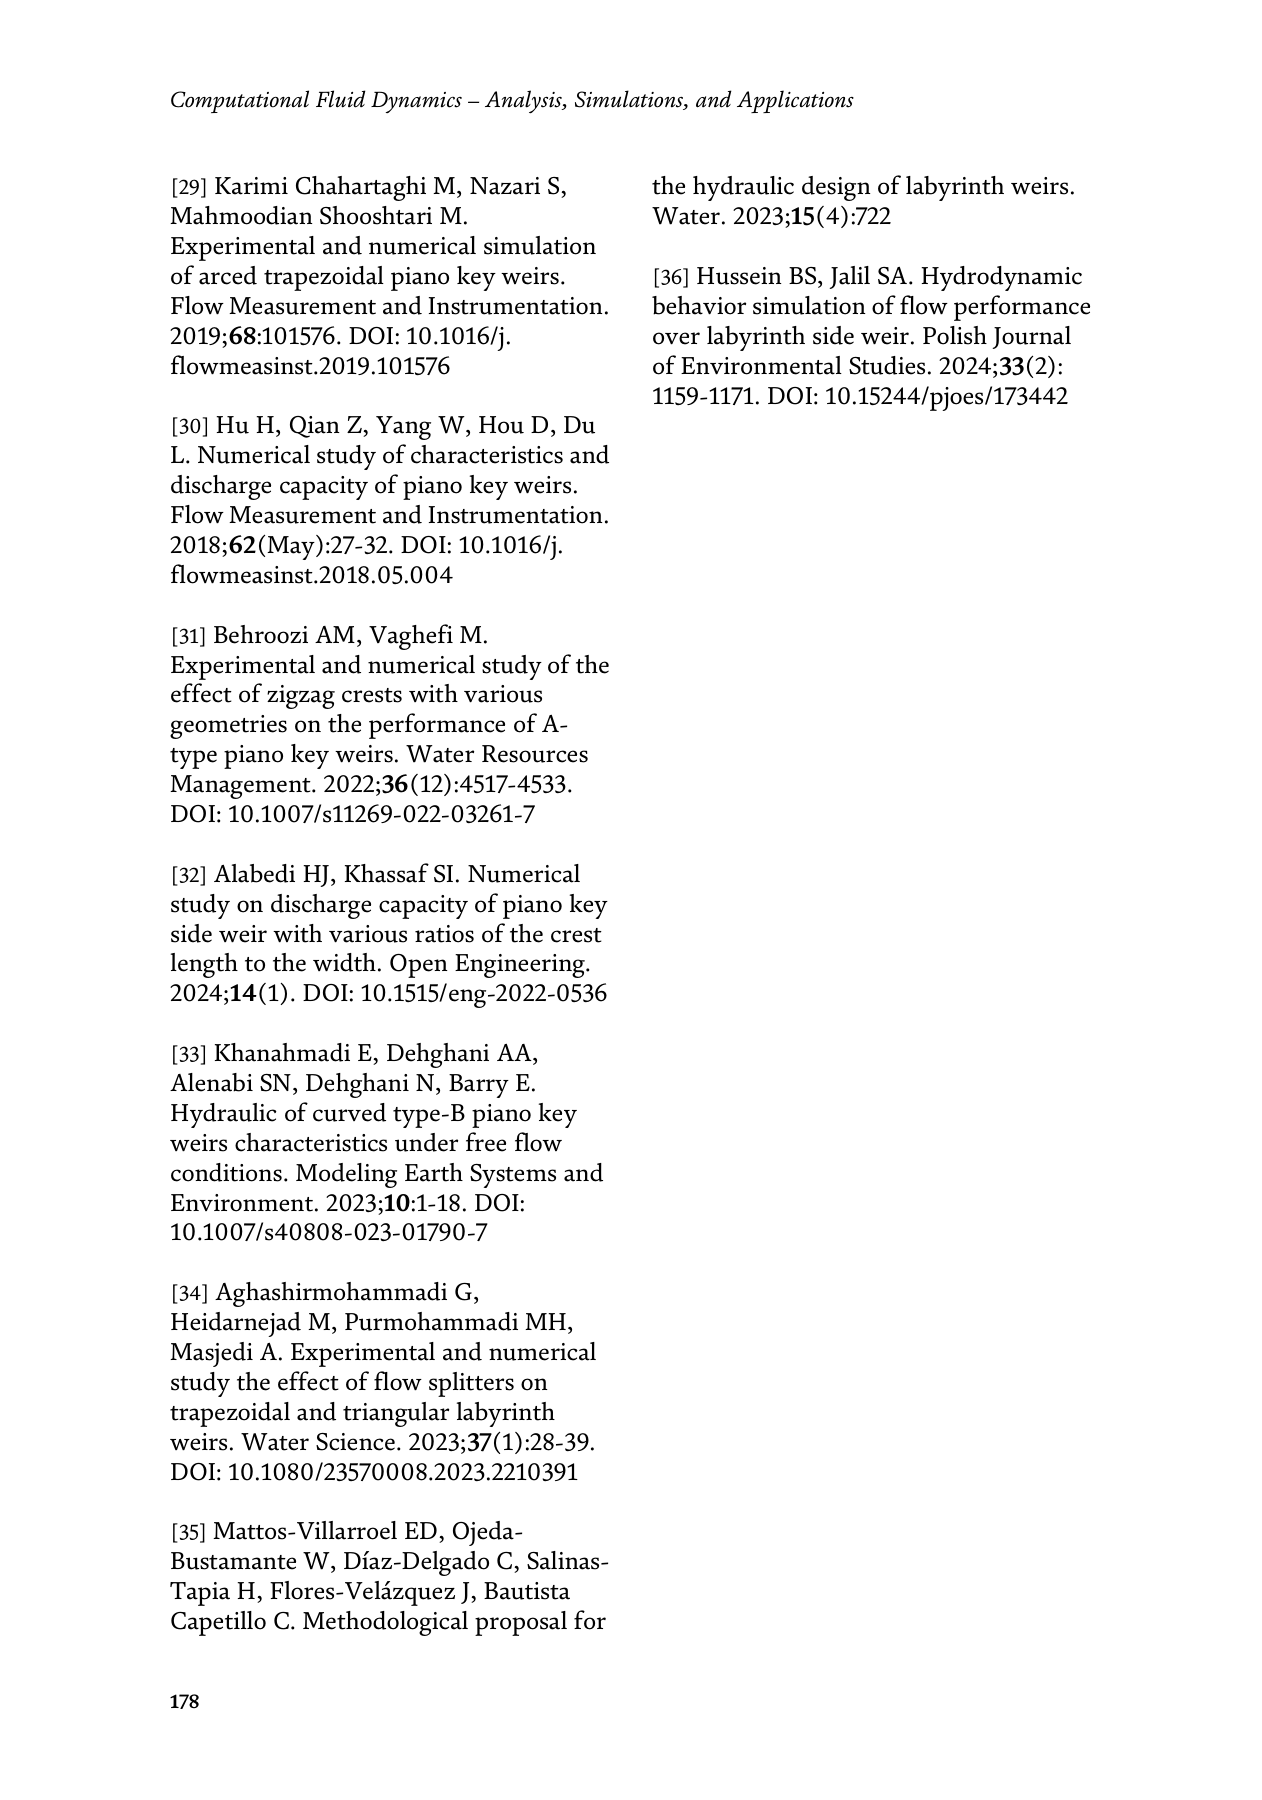 Computational Fluid Dynamics – Analysis, Simulations, and Applications
[29] Karimi Chahartaghi M, Nazari S,
Mahmoodian Shooshtari M.
Experimental and numerical simulation
of arced trapezoidal piano key weirs.
Flow Measurement and Instrumentation.
2019;68:101576. DOI: 10.1016/j.
flowmeasinst.2019.101576
[30] Hu H, Qian Z, Yang W, Hou D, Du
L. Numerical study of characteristics and
discharge capacity of piano key weirs.
Flow Measurement and Instrumentation.
2018;62(May):27-32. DOI: 10.1016/j.
flowmeasinst.2018.05.004
[31] Behroozi AM, Vaghefi M.
Experimental and numerical study of the
effect of zigzag crests with various
geometries on the performance of A-
type piano key weirs. Water Resources
Management. 2022;36(12):4517-4533.
DOI: 10.1007/s11269-022-03261-7
[32] Alabedi HJ, Khassaf SI. Numerical
study on discharge capacity of piano key
side weir with various ratios of the crest
length to the width. Open Engineering.
2024;14(1). DOI: 10.1515/eng-2022-0536
[33] Khanahmadi E, Dehghani AA,
Alenabi SN, Dehghani N, Barry E.
Hydraulic of curved type-B piano key
weirs characteristics under free flow
conditions. Modeling Earth Systems and
Environment. 2023;10:1-18. DOI:
10.1007/s40808-023-01790-7
[34] Aghashirmohammadi G,
Heidarnejad M, Purmohammadi MH,
Masjedi A. Experimental and numerical
study the effect of flow splitters on
trapezoidal and triangular labyrinth
weirs. Water Science. 2023;37(1):28-39.
DOI: 10.1080/23570008.2023.2210391
[35] Mattos-Villarroel ED, Ojeda-
Bustamante W, Díaz-Delgado C, Salinas-
Tapia H, Flores-Velázquez J, Bautista
Capetillo C. Methodological proposal for
the hydraulic design of labyrinth weirs.
Water. 2023;15(4):722
[36] Hussein BS, Jalil SA. Hydrodynamic
behavior simulation of flow performance
over labyrinth side weir. Polish Journal
of Environmental Studies. 2024;33(2):
1159-1171. DOI: 10.15244/pjoes/173442
178